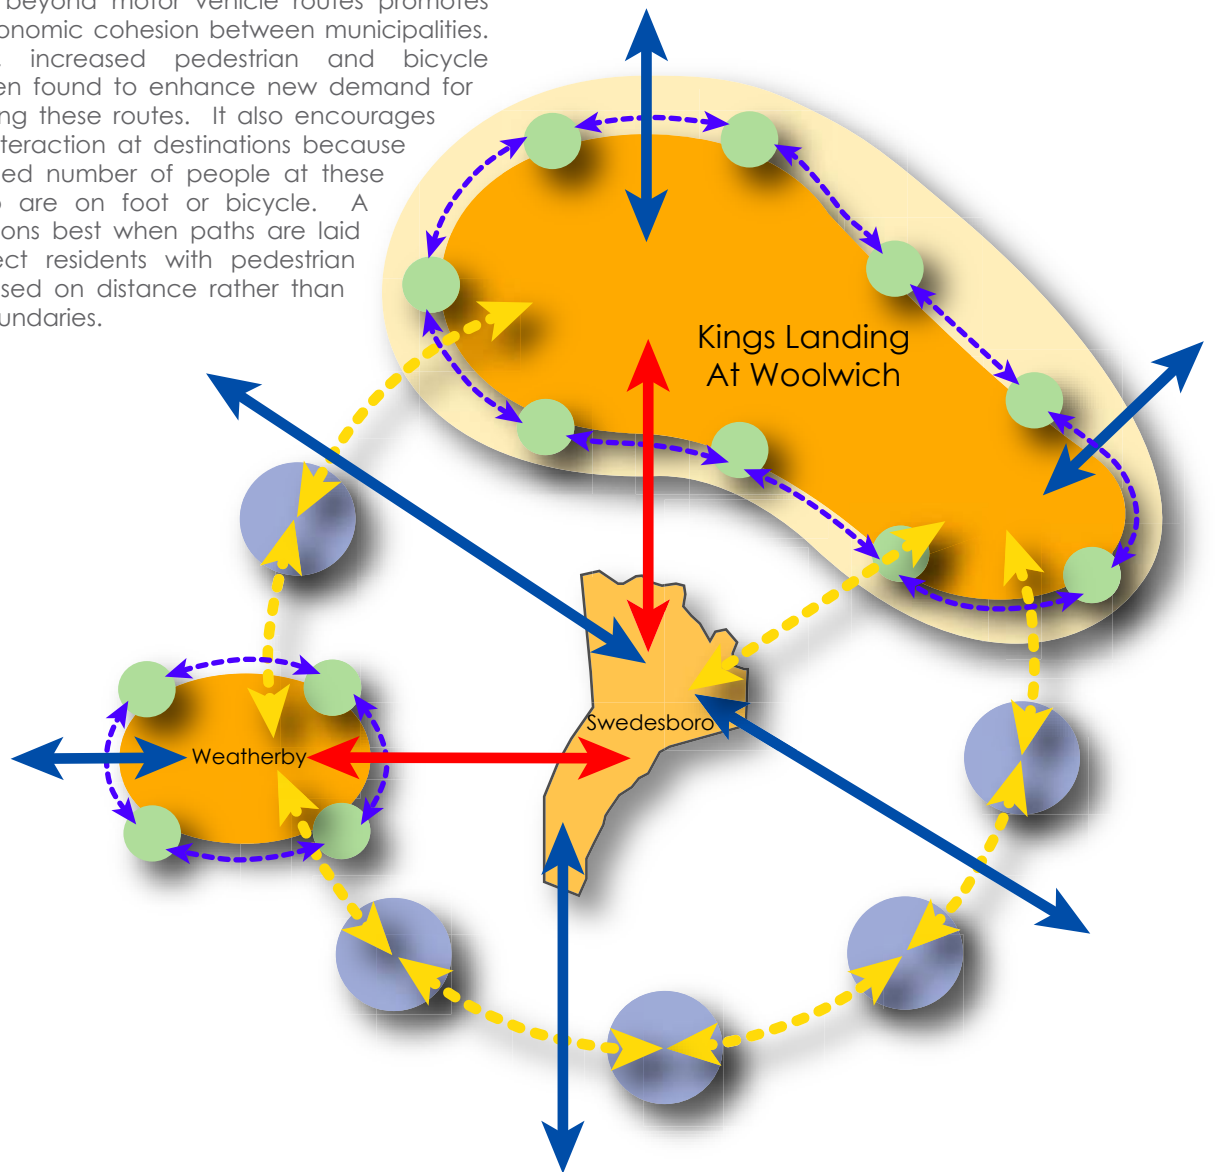 beyond motor vehicle routes promotes
onomic cohesion between municipalities.
increased pedestrian and bicycle
en found to enhance new demand for
ng these routes. It also encourages
teraction at destinations because
ed number of people at these
o are on foot or bicycle. A
ons best when paths are laid
ect residents with pedestrian
sed on distance rather than
undaries.
Kings Landing
At Woolwich
Swedesboro
Weatherby